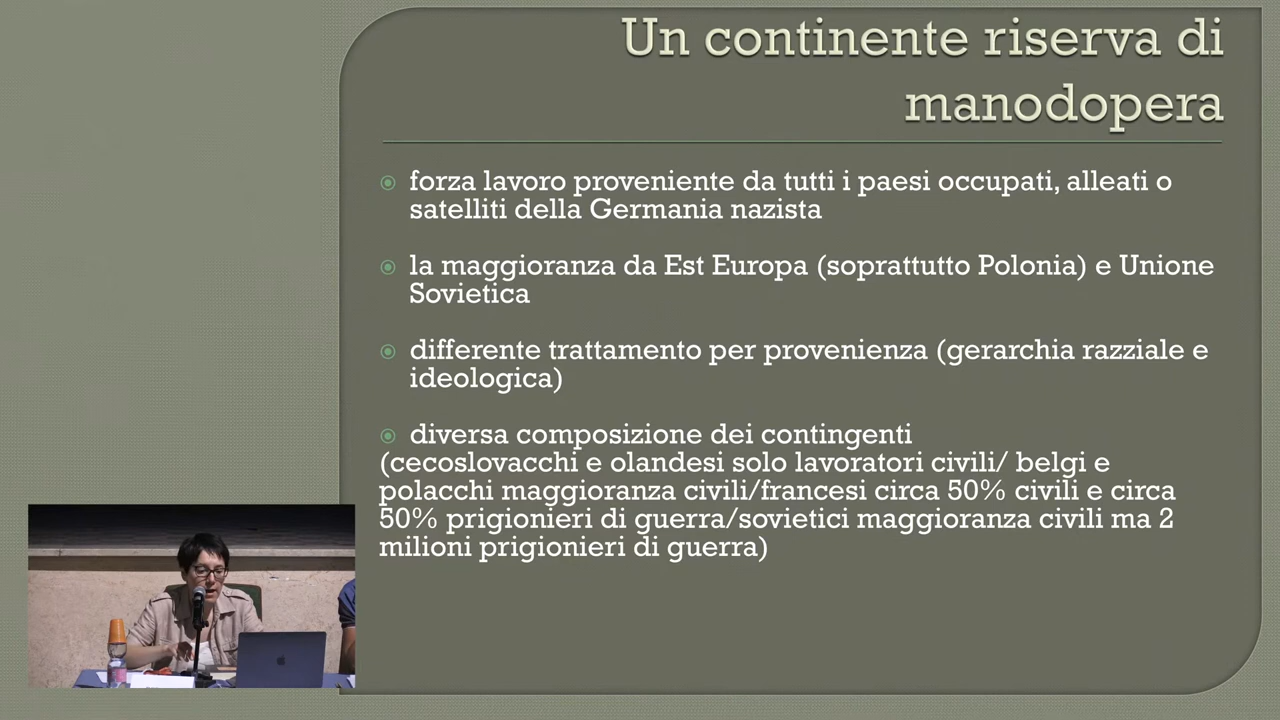 Un continente riserva di
manodopera
forza lavoro proveniente da tutti i paesi occupati, alleati o
satelliti della Germania nazista
la maggioranza da Est Europa (soprattutto Polonia) e Unione
Sovietica
differente trattamento per provenienza (gerarchia razziale e
ideologica)
diversa composizione dei contingenti
(cecoslovacchi e olandesi solo lavoratori civili/ belgi e
polacchi maggioranza civili/francesi circa 50% civili e circa
50% prigionieri di guerra/sovietici maggioranza civili ma 2
milioni prigionieri di guerra)